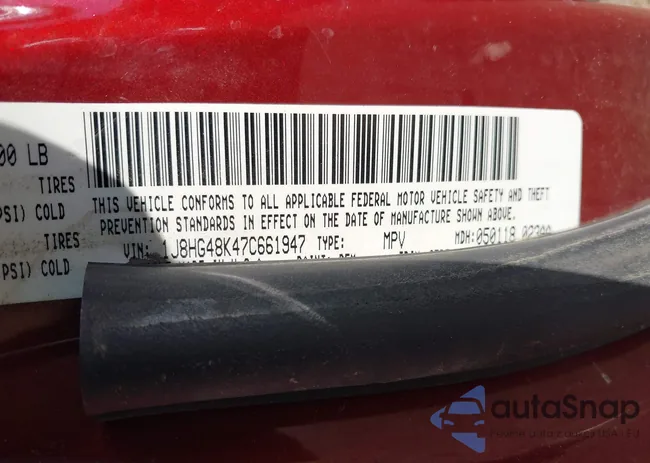 00 LB
TIRES
PSI) COLD
TIRES
PSI) COLD
THIS VEHICLE CONFORMS TO ALL APPLICABLE FEDERAL MOTOR VEHICLE SAFETY AND THEFT
PREVENTION STANDARDS IN EFFECT ON THE DATE OF MANUFACTURE SHOWN ABOVE.
VIN: 1J8HG48K47C661947 TYPE: MPV MDH: 050118
autaSnap